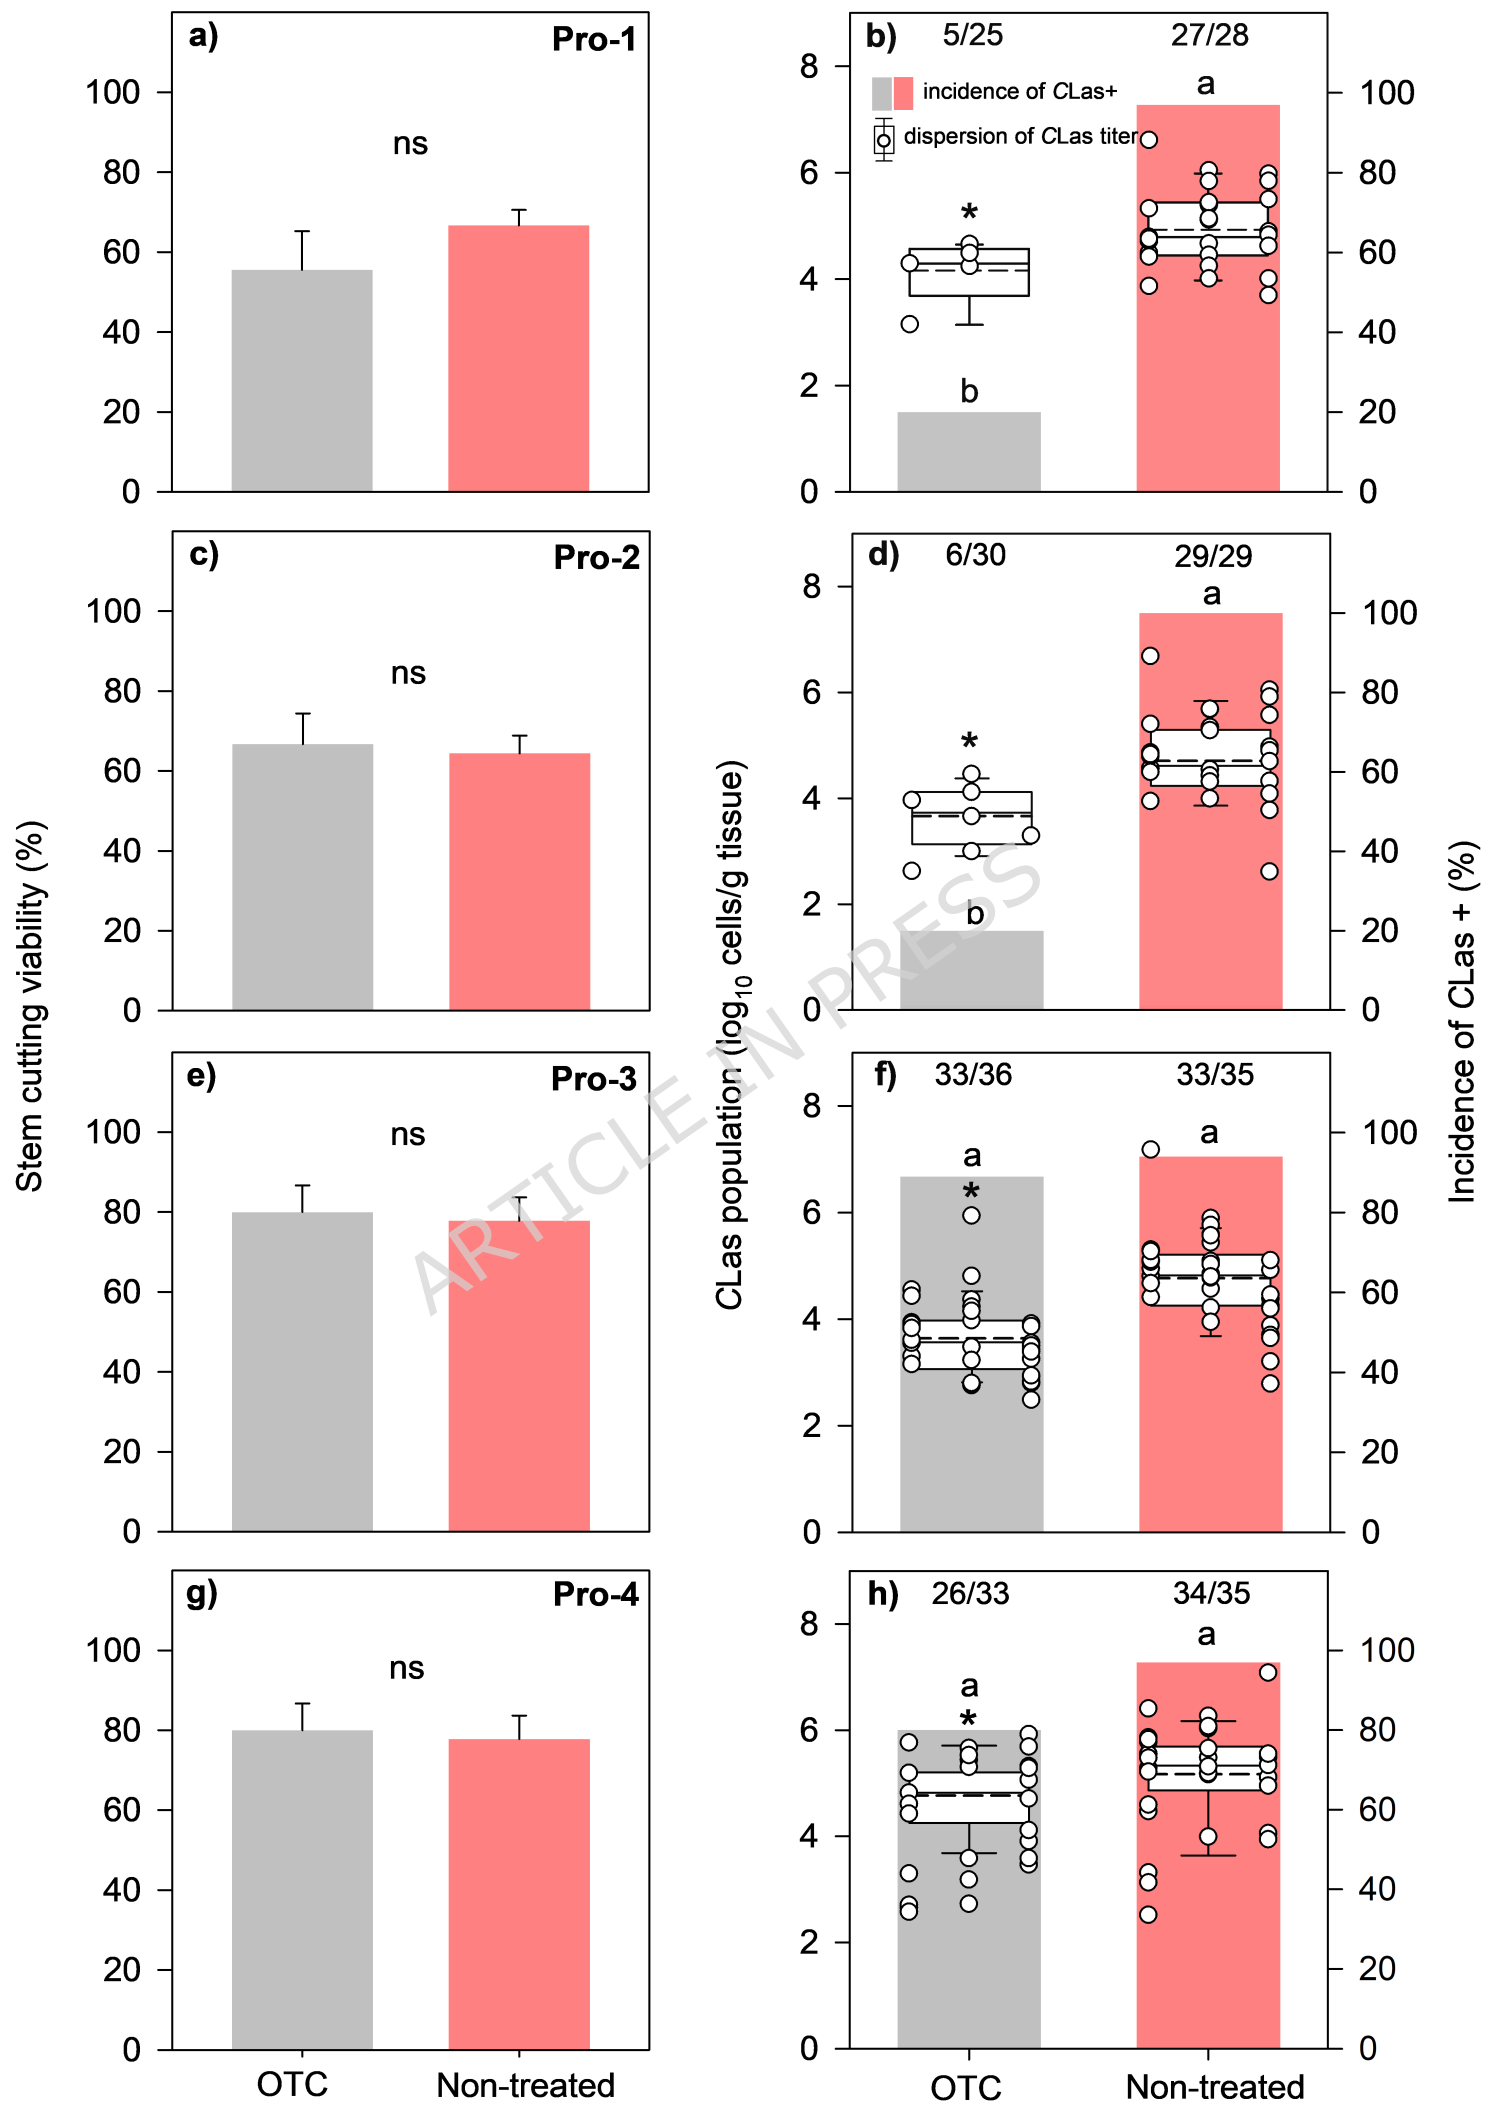 a)
Pro-1
100
80
60
40
20
0
ns
b)
5/25
27/28
8
6
4
2
0
incidence of CLas+
dispersion of CLas titer
a
*
b
100
80
60
40
20
0
c)
Pro-2
100
80
60
40
20
0
ns
d)
6/30
29/29
8
6
4
2
0
a
*
b
100
80
60
40
20
0
Stem cutting viability (%)
CLas population (log10 cells/g tissue)
Incidence of CLas + (%)
ARTICLE IN PRESS
e)
Pro-3
100
80
60
40
20
0
ns
f)
33/36
33/35
8
6
4
2
0
a
*
a
100
80
60
40
20
0
g)
Pro-4
100
80
60
40
20
0
ns
OTC
Non-treated
h)
26/33
34/35
8
6
4
2
0
a
*
a
100
80
60
40
20
0
OTC
Non-treated